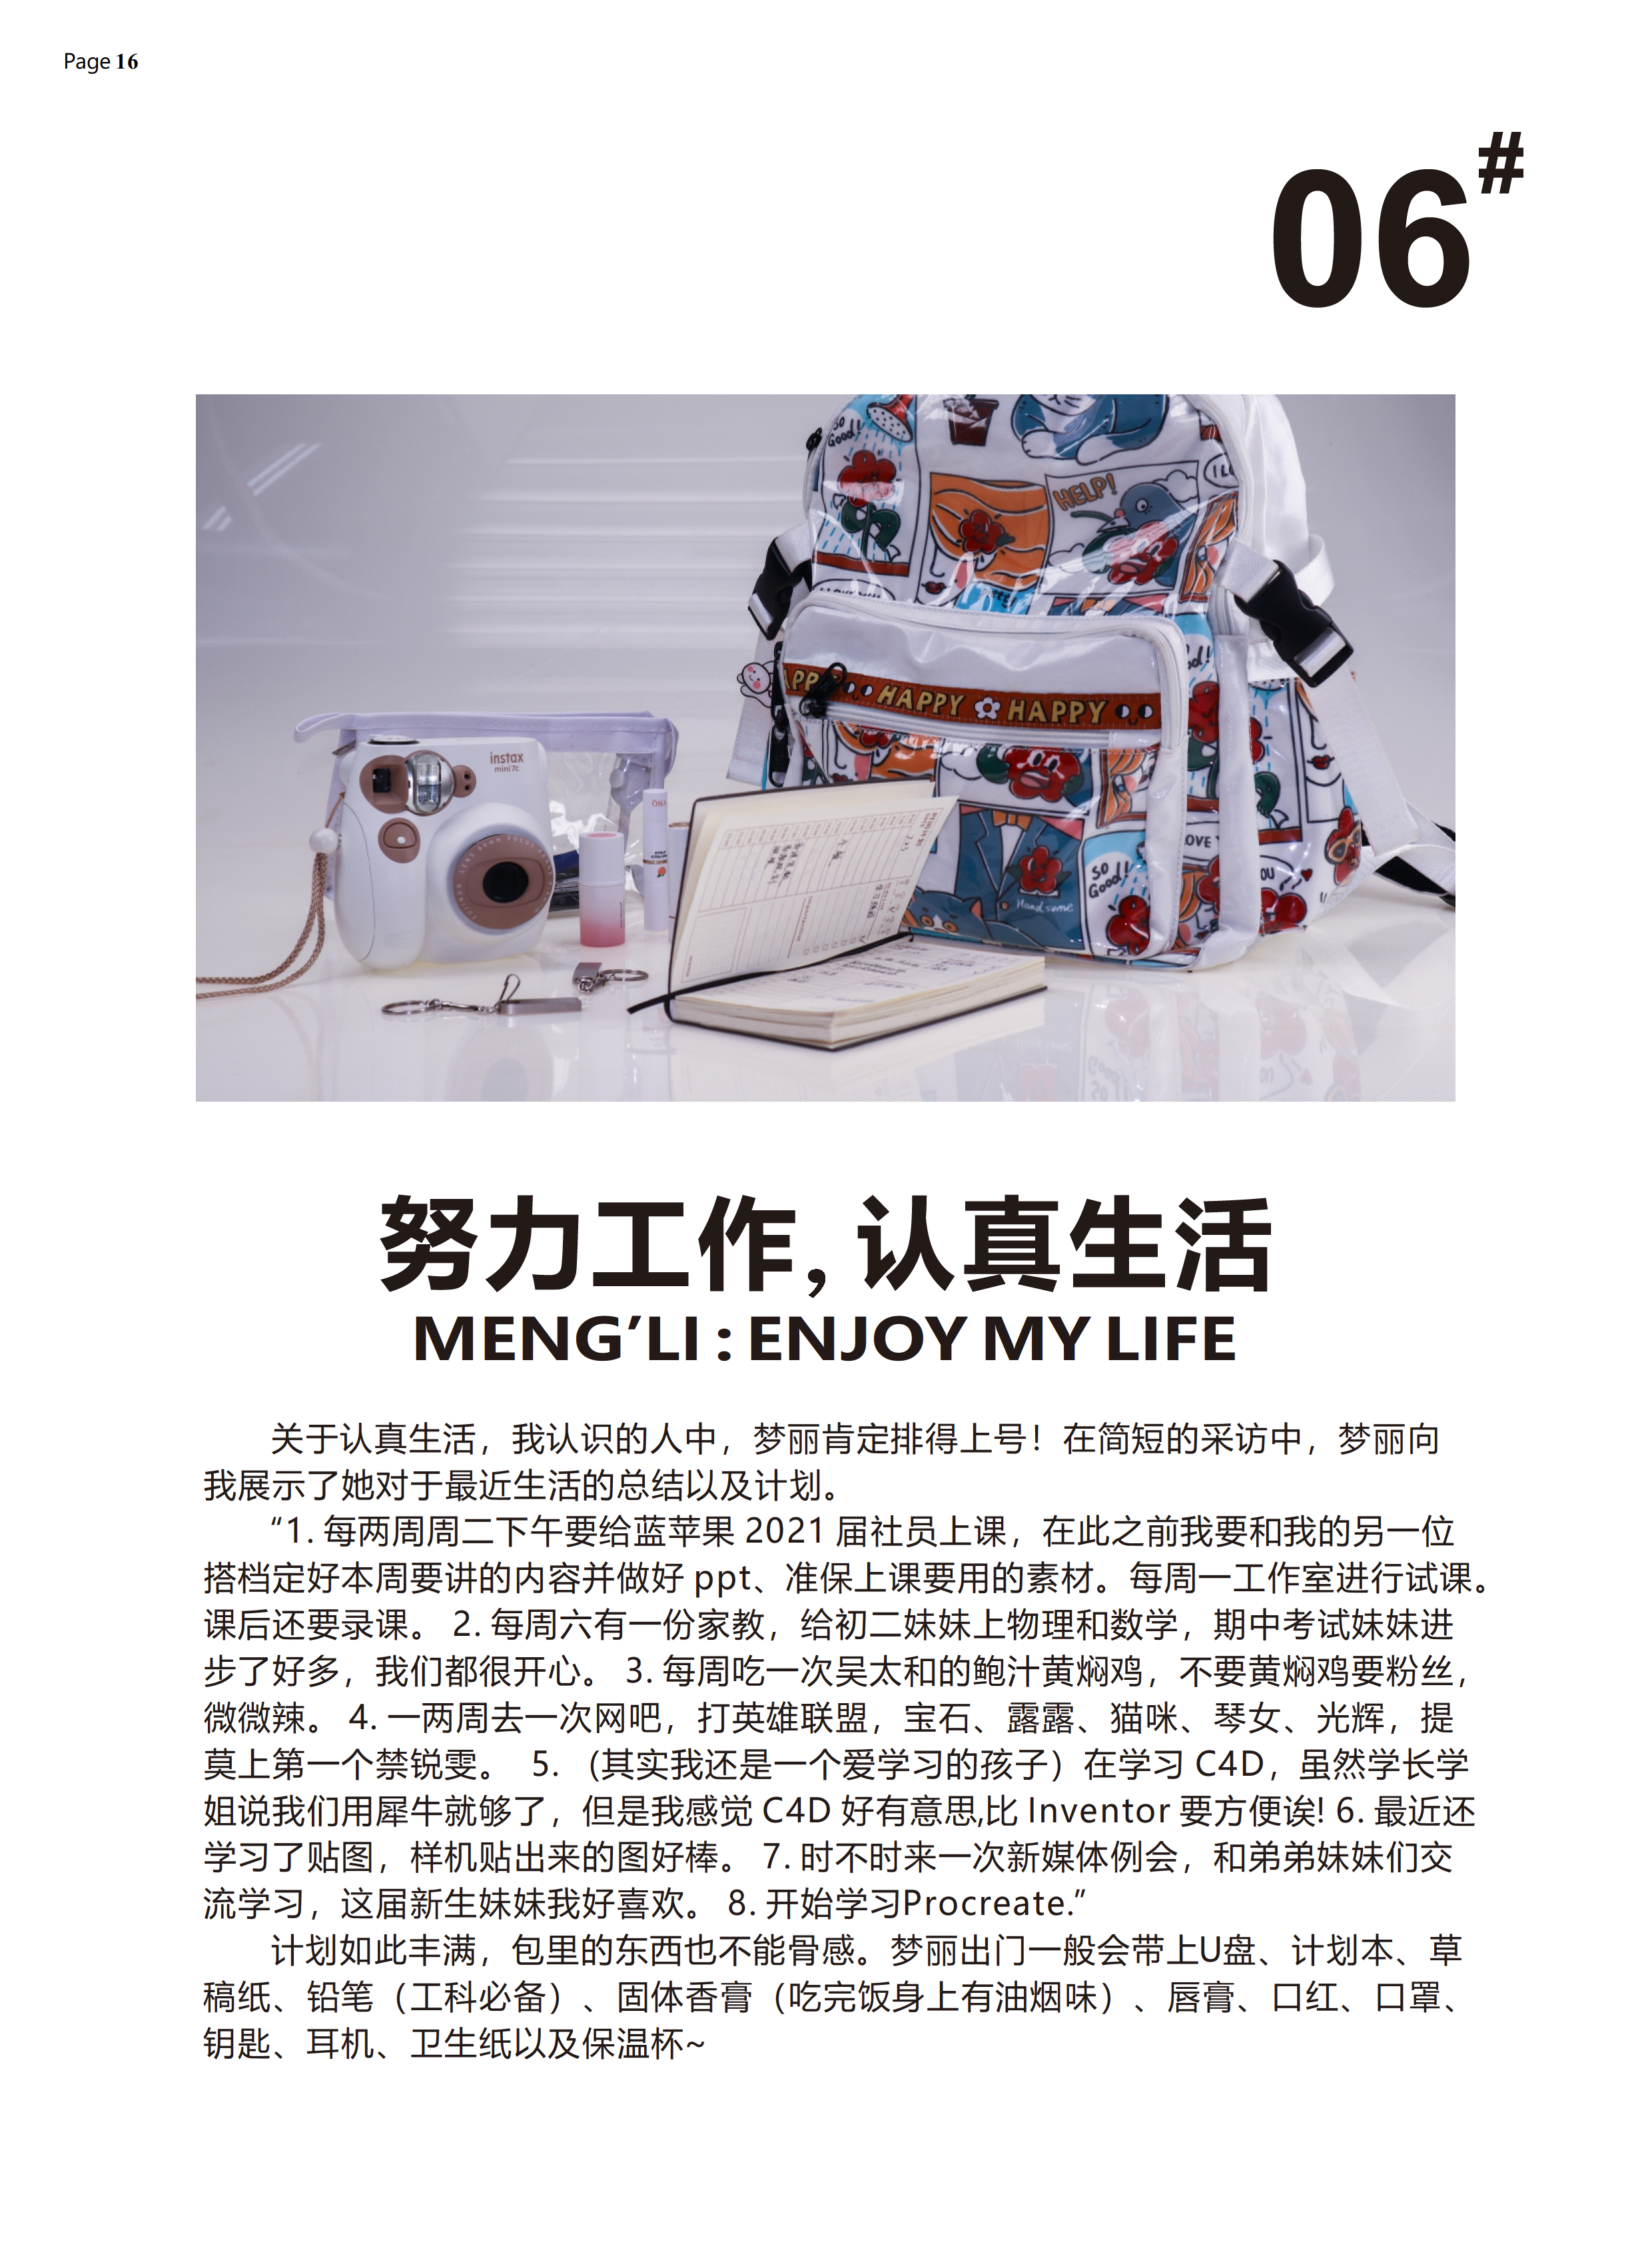 Page 16
06#
SO Good!
I LO
HELP!
HAPPY HAPPY
instax
mini 7c
LOVE
YOU
SO Good!
Handsome
努力工作，认真生活
MENG’LI : ENJOY MY LIFE
关于认真生活，我认识的人中，梦丽肯定排得上号！在简短的采访中，梦丽向
我展示了她对于最近生活的总结以及计划。
“1. 每两周周二下午要给蓝苹果 2021 届社员上课，在此之前我要和我的另一位
搭档定好本周要讲的内容并做好 ppt、准保上课要用的素材。每周一工作室进行试课。
课后还要录课。 2. 每周六有一份家教，给初二妹妹上物理和数学，期中考试妹妹进
步了好多，我们都很开心。 3. 每周吃一次吴太和的鲍汁黄焖鸡，不要黄焖鸡要粉丝，
微微辣。 4. 一两周去一次网吧，打英雄联盟，宝石、露露、猫咪、琴女、光辉，提
莫上第一个禁锐雯。 5. （其实我还是一个爱学习的孩子）在学习 C4D，虽然学长学
姐说我们用犀牛就够了，但是我感觉 C4D 好有意思,比 Inventor 要方便诶! 6. 最近还
学习了贴图，样机贴出来的图好棒。 7. 时不时来一次新媒体例会，和弟弟妹妹们交
流学习，这届新生妹妹我好喜欢。 8. 开始学习Procreate.”
计划如此丰满，包里的东西也不能骨感。梦丽出门一般会带上U盘、计划本、草
稿纸、铅笔（工科必备）、固体香膏（吃完饭身上有油烟味）、唇膏、口红、口罩、
钥匙、耳机、卫生纸以及保温杯~